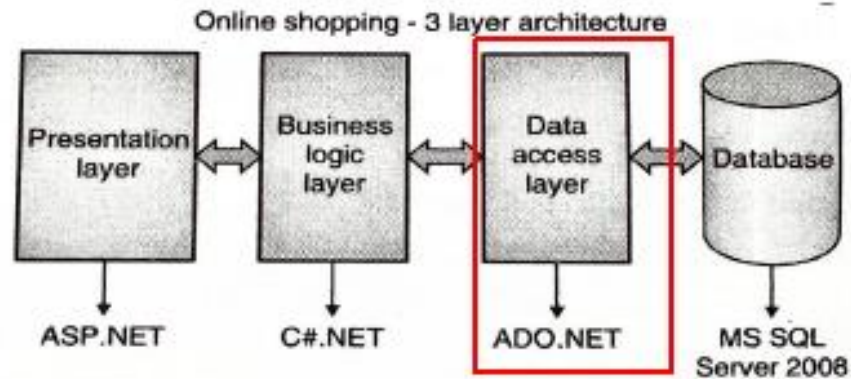 Online shopping - 3 layer architecture
Presentation
layer
Business
logic
layer
Data
access
layer
Database
ASP.NET
C#.NET
ADO.NET
MS SQL
Server 2008